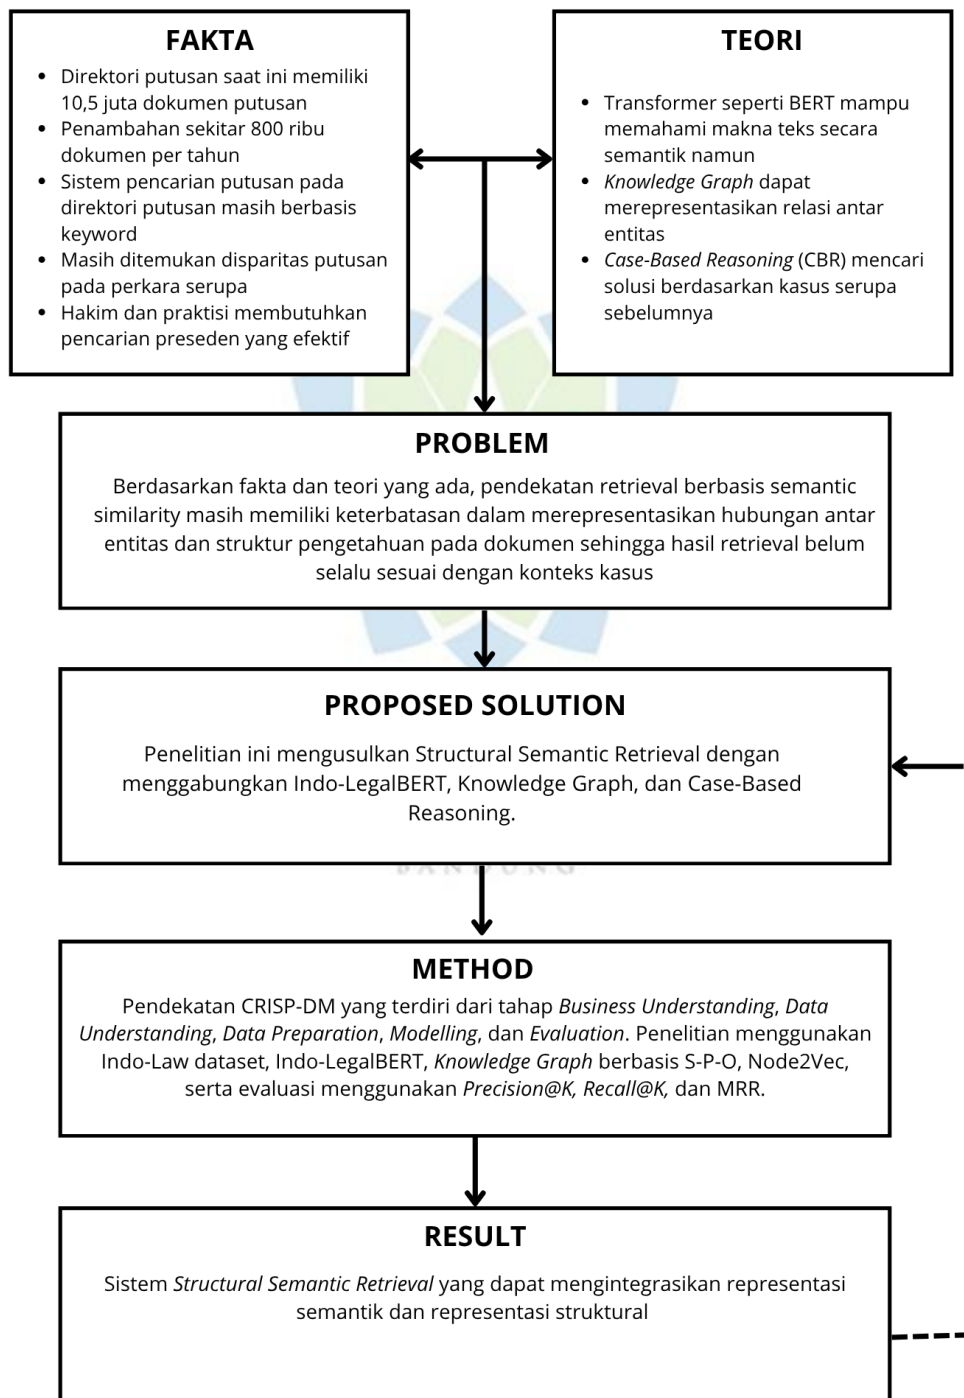 FAKTA
• Direktori putusan saat ini memiliki
10,5 juta dokumen putusan
• Penambahan sekitar 800 ribu
dokumen per tahun
• Sistem pencarian putusan pada
direktori putusan masih berbasis
keyword
• Masih ditemukan disparitas putusan
pada perkara serupa
• Hakim dan praktisi membutuhkan
pencarian preseden yang efektif
TEORI
• Transformer seperti BERT mampu
memahami makna teks secara
semantik namun
• Knowledge Graph dapat
merepresentasikan relasi antar
entitas
• Case-Based Reasoning (CBR) mencari
solusi berdasarkan kasus serupa
sebelumnya
PROBLEM
Berdasarkan fakta dan teori yang ada, pendekatan retrieval berbasis semantic
similarity masih memiliki keterbatasan dalam merepresentasikan hubungan antar
entitas dan struktur pengetahuan pada dokumen sehingga hasil retrieval belum
selalu sesuai dengan konteks kasus
PROPOSED SOLUTION
Penelitian ini mengusulkan Structural Semantic Retrieval dengan
menggabungkan Indo-LegalBERT, Knowledge Graph, dan Case-Based
Reasoning.
BANDUNG
METHOD
Pendekatan CRISP-DM yang terdiri dari tahap Business Understanding, Data
Understanding, Data Preparation, Modelling, dan Evaluation. Penelitian menggunakan
Indo-Law dataset, Indo-LegalBERT, Knowledge Graph berbasis S-P-O, Node2Vec,
serta evaluasi menggunakan Precision@K, Recall@K, dan MRR.
RESULT
Sistem Structural Semantic Retrieval yang dapat mengintegrasikan representasi
semantik dan representasi struktural